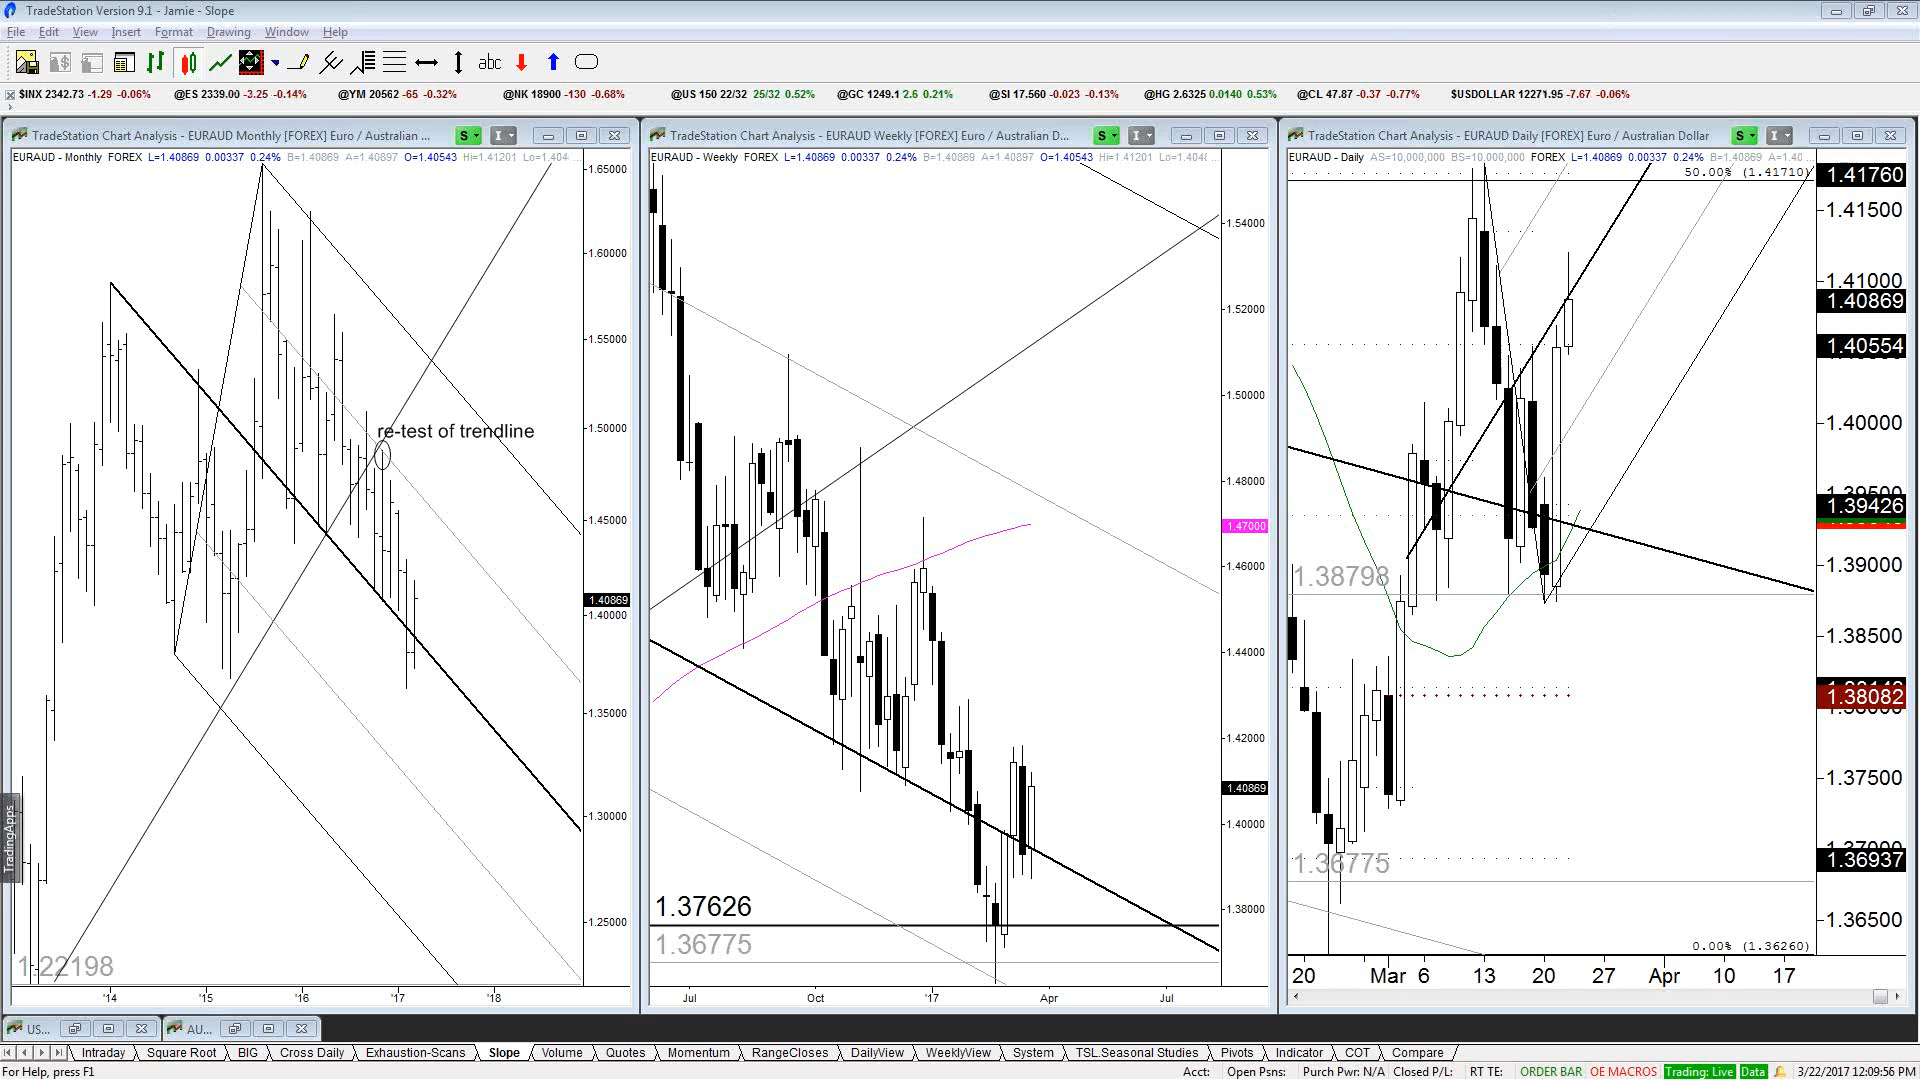 TradeStation Version 9.1 - Jamie - Slope
File Edit View Insert Format Drawing Window Help
abc
$INX 2342.73 -1.29 -0.06% @ES 2339.00 -3.25 -0.14% @YM 20562 -65 -0.32% @NK 18900 -130 -0.68% @US 150 22/32 25/32 0.52% @GC 1249.1 2.6 0.21% @SI 17.560 -0.023 -0.13% @HG 2.6325 0.0140 0.53% @CL 47.87 -0.37 -0.77% $USDOLLAR 12271.95 -7.67 -0.06%
TradeStation Chart Analysis - EURAUD Monthly [FOREX] Euro / Australian ... S I
EURAUD - Monthly FOREX L=1.40869 0.00337 0.24% B=1.40869 A=1.40897 O=1.40543 Hi=1.41201 Lo=1.404
1.65000
1.60000
1.55000
1.50000
re-test of trendline
1.45000
1.40869
1.40000
1.35000
1.30000
1.25000
1.22198
TradingApps
'14 '15 '16 '17 '18
TradeStation Chart Analysis - EURAUD Weekly [FOREX] Euro / Australian D... S I
EURAUD - Weekly FOREX L=1.40869 0.00337 0.24% B=1.40869 A=1.40897 O=1.40543 Hi=1.41201 ...
1.54000
1.52000
1.50000
1.48000
1.47000
1.46000
1.44000
1.42000
1.40869
1.40000
1.38000
1.37626
1.36775
Jul Oct '17 Apr Jul
TradeStation Chart Analysis - EURAUD Daily [FOREX] Euro / Australian Dollar S I
EURAUD - Daily AS=10,000,000 BS=10,000,000 FOREX L=1.40869 0.00337 0.24% B=1.40869 A=1.40 ...
50.00% (1.41710)
1.41760
1.41500
1.41000
1.40869
1.40554
1.40000
1.39500
1.39426
1.39000
1.38798
1.38500
1.38082
1.37500
1.36775
1.36937
1.36500
0.00% (1.36260)
20 Mar 6 13 20 27 Apr 10 17
US... AU...
Intraday Square Root BIG Cross Daily Exhaustion-Scans Slope Volume Quotes Momentum RangeCloses DailyView WeeklyView System TSL.Seasonal Studies Pivots Indicator COT Compare
For Help, press F1 Acct: Open Psns: Purch Pwr: N/A Closed P/L: RT TE: ORDER BAR OE MACROS Trading: Live Data 3/22/2017 12:09:56 PM